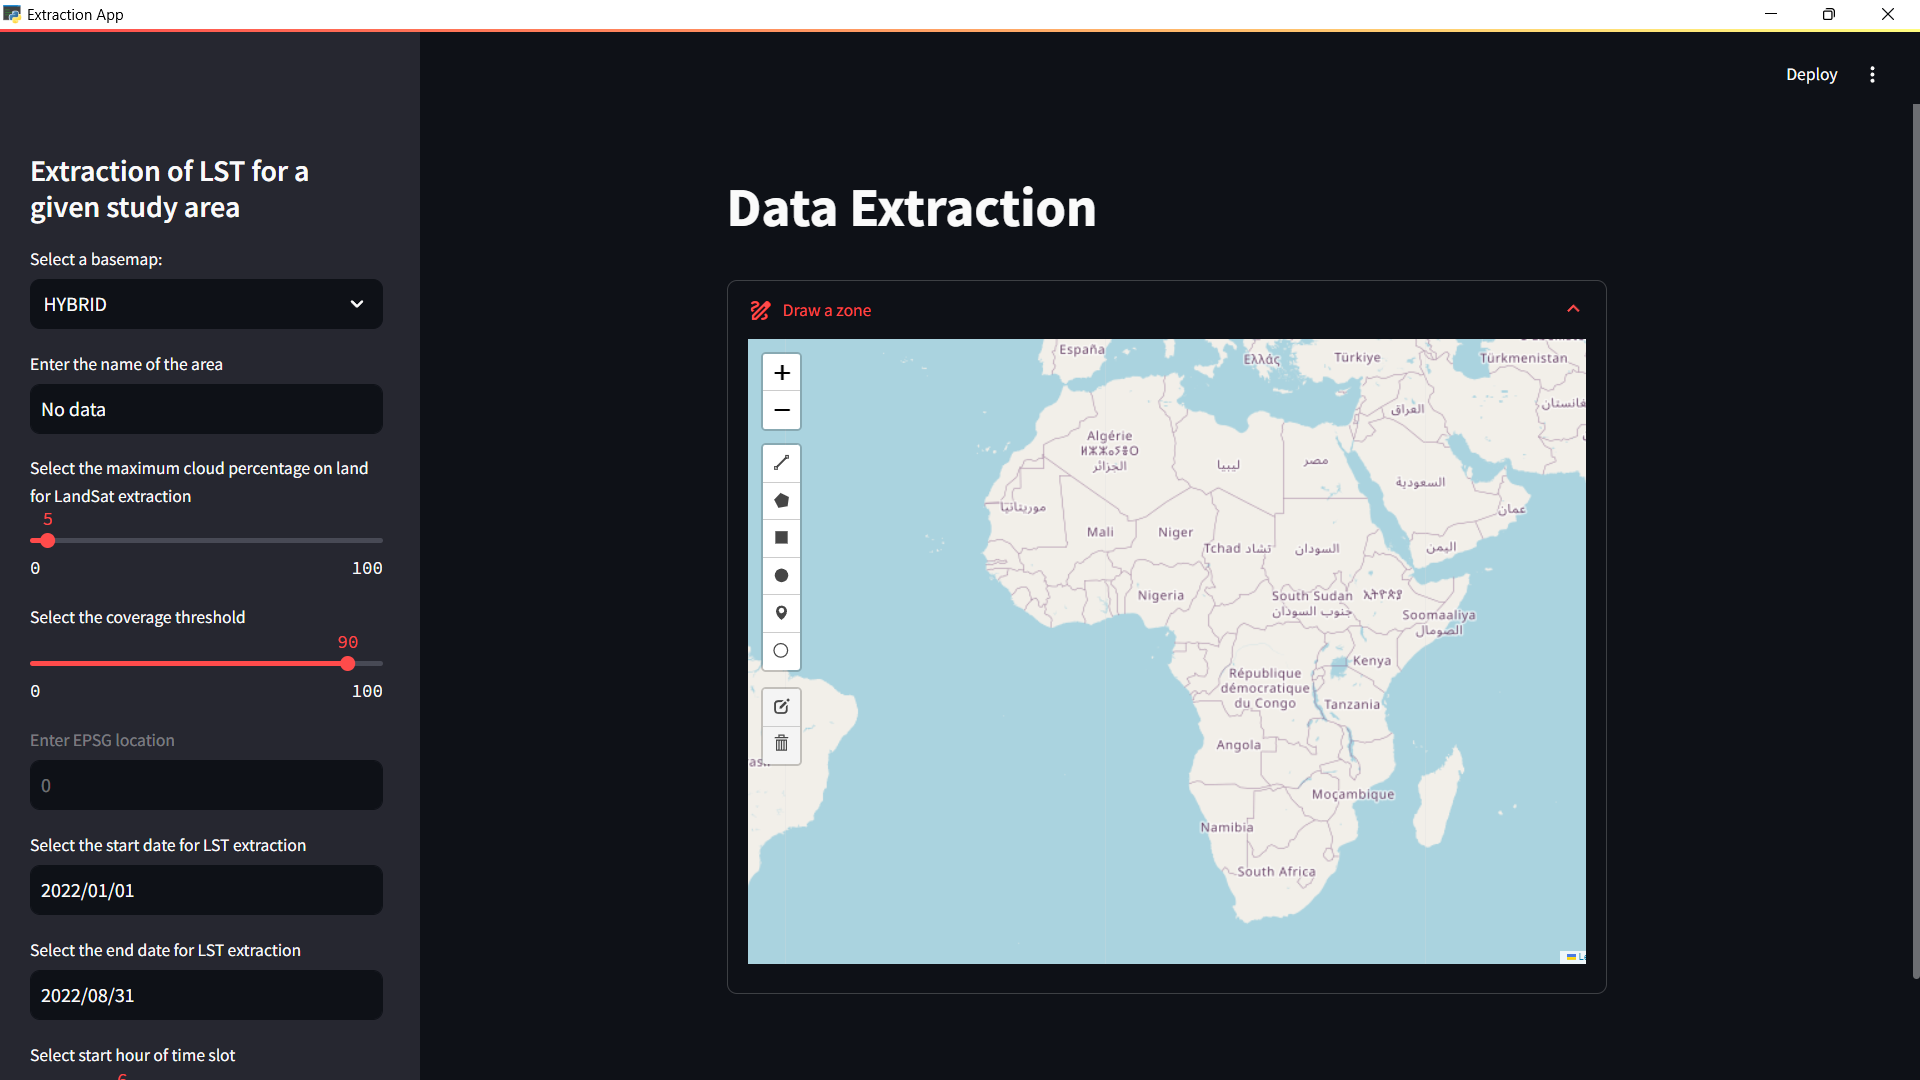 Extraction App
Deploy
Extraction of LST for a
given study area
Select a basemap:
HYBRID
Enter the name of the area
No data
Select the maximum cloud percentage on land
for LandSat extraction
5
0 100
Select the coverage threshold
90
0 100
Enter EPSG location
0
Select the start date for LST extraction
2022/01/01
Select the end date for LST extraction
2022/08/31
Select start hour of time slot
Data Extraction
Draw a zone
+
−
España
Ελλάς
Türkiye
Türkmenistan
العراق
Algérie
ⵍⵣⵣⴰⵢⴻⵔ
الجزائر
ليبيا
مصر
السعودية
عمان
موريتانيا
Mali
Niger
Tchad تشاد
السودان
اليمن
Nigeria
South Sudan
جنوب السودان
ኢትዮጵያ
Soomaaliya
الصومال
Kenya
République
démocratique
du Congo
Tanzania
Angola
Moçambique
Namibia
South Africa